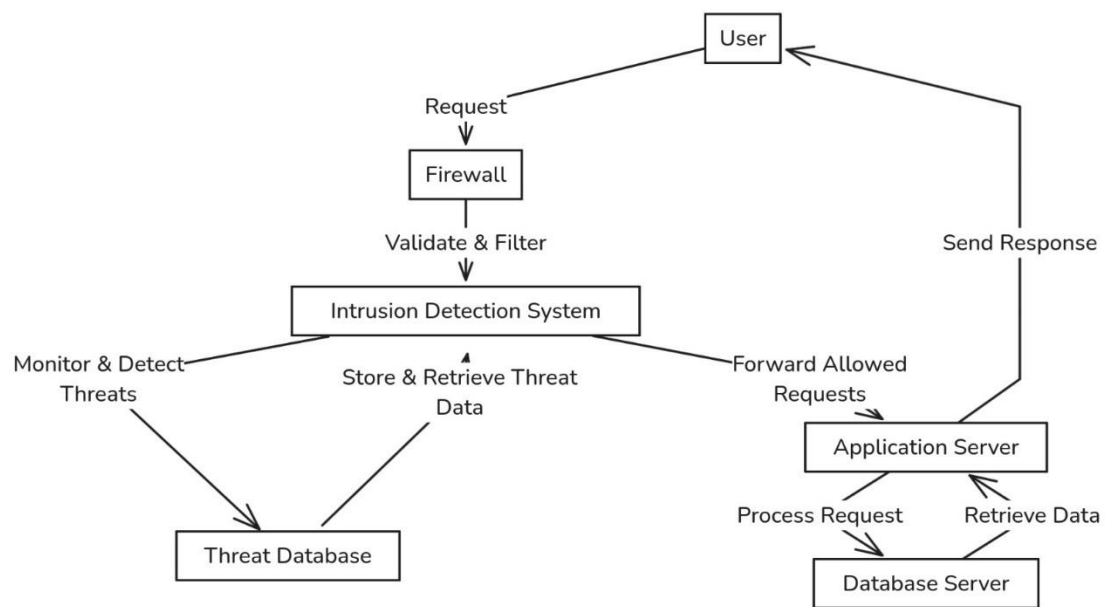 User
Request
Firewall
Validate & Filter
Send Response
Intrusion Detection System
Monitor & Detect
Threats
Store & Retrieve Threat
Data
Forward Allowed
Requests
Application Server
Process Request
Retrieve Data
Threat Database
Database Server